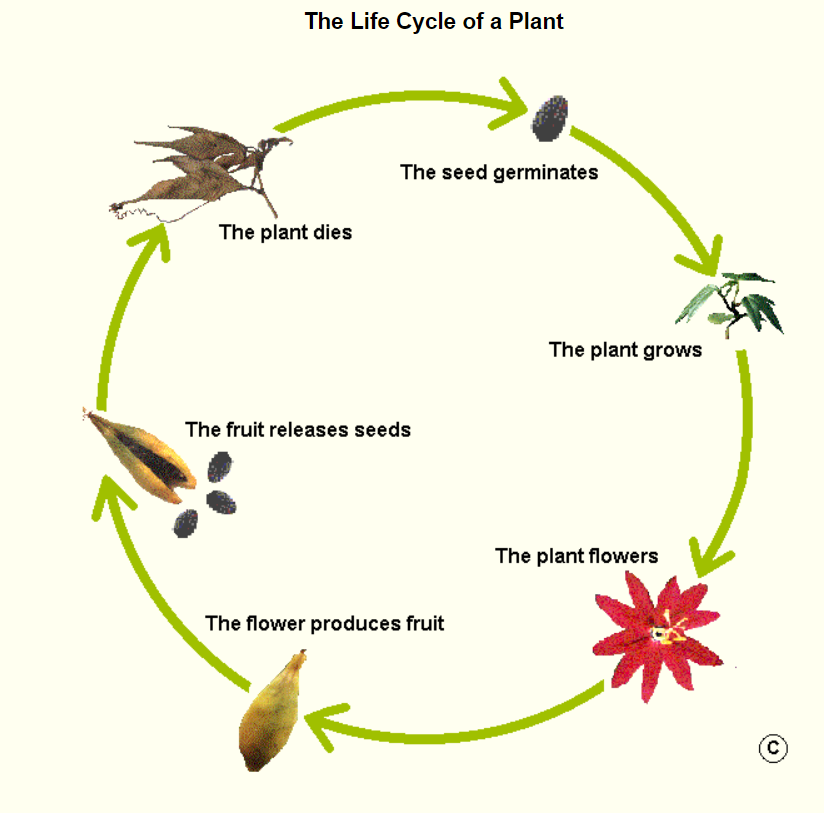 The Life Cycle of a Plant
The seed germinates
The plant grows
The plant flowers
The flower produces fruit
The fruit releases seeds
The plant dies
C